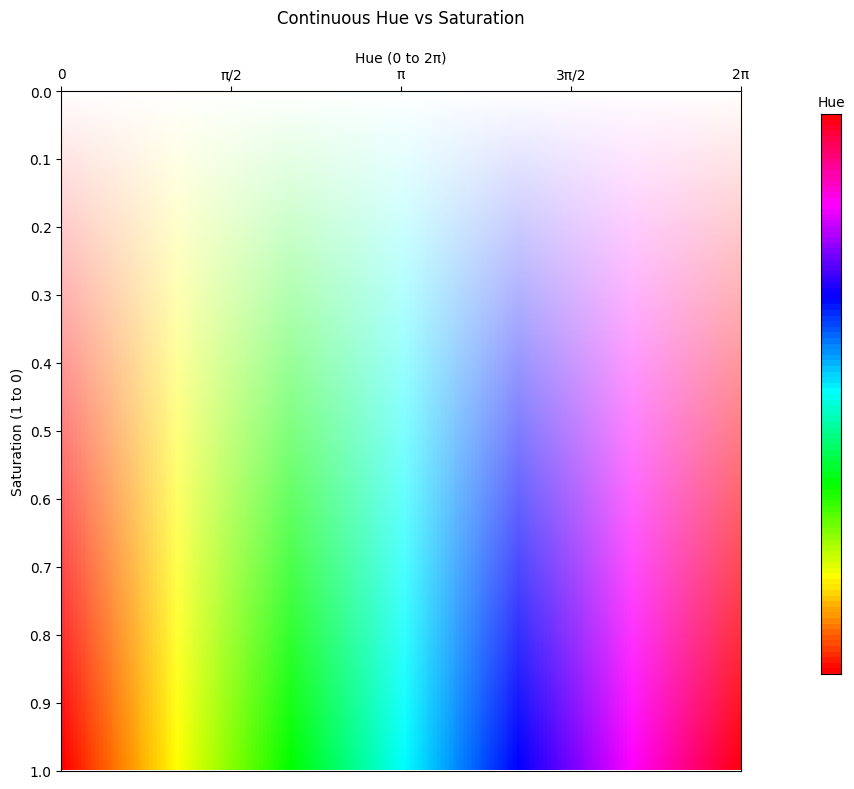 Continuous Hue vs Saturation
Hue (0 to 2π)
0 π/2 π 3π/2 2π
Hue
0.0
0.1
0.2
0.3
0.4
0.5
0.6
0.7
0.8
0.9
1.0
Saturation (1 to 0)